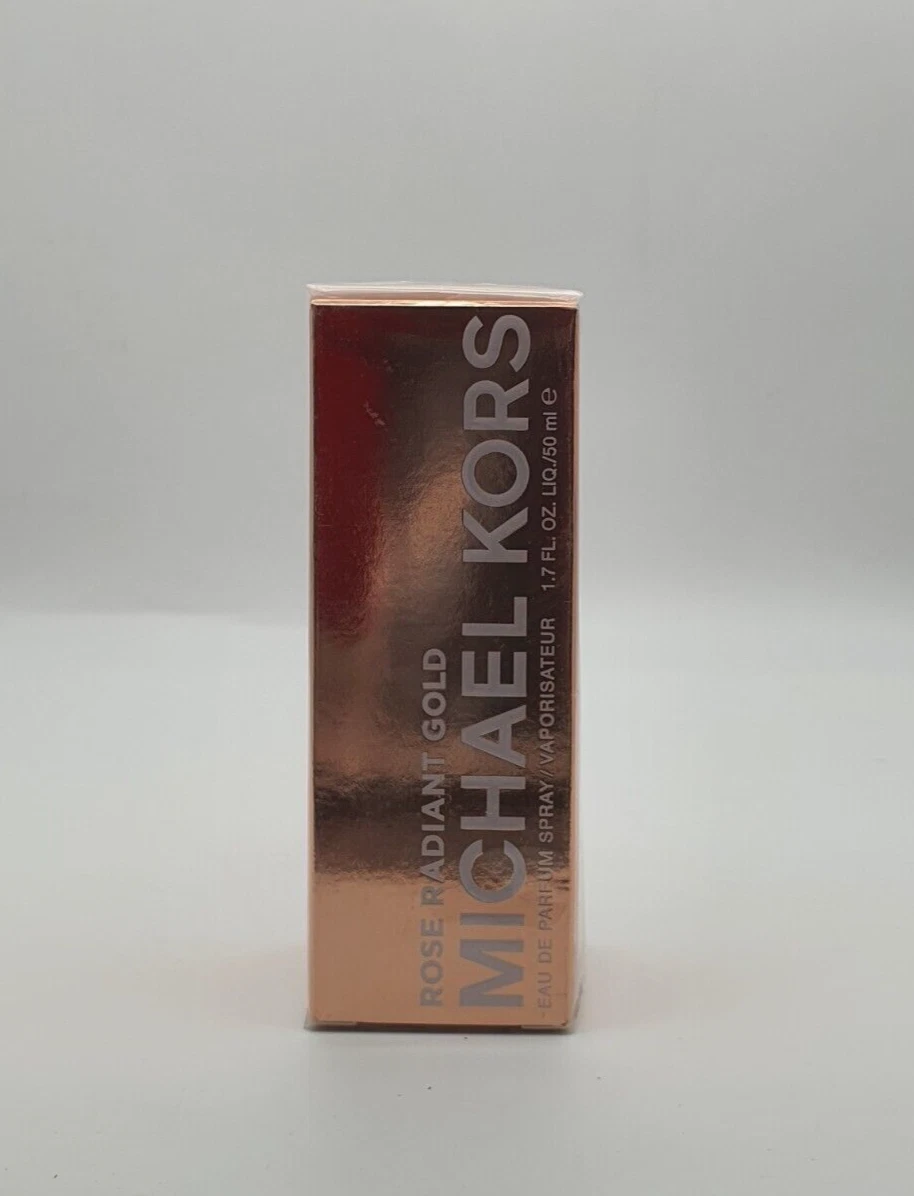 ROSE RADIANT GOLD
MICHAEL KORS
EAU DE PARFUM SPRAY / VAPORISATEUR 1.7 FL. OZ. LIQ./50 ml ℮